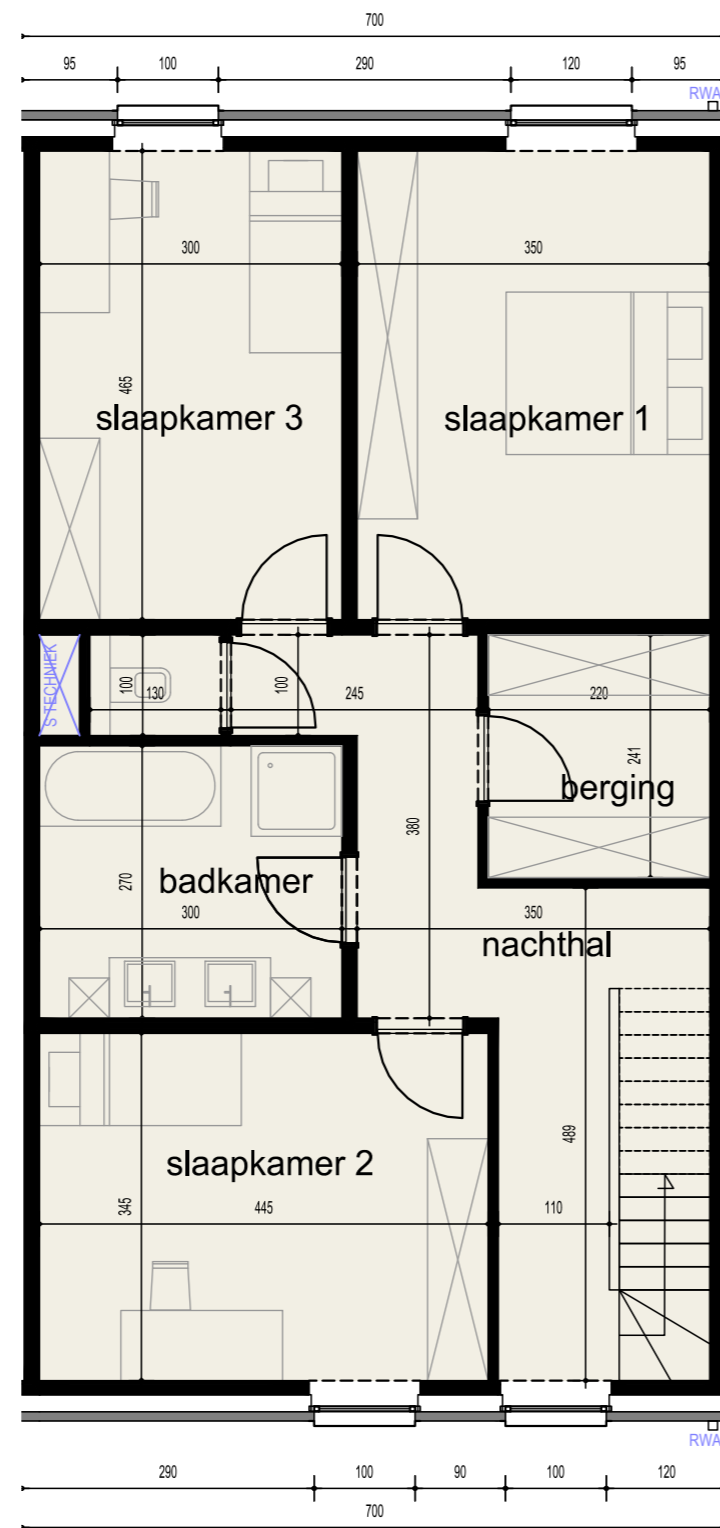 700
95 100 290 120 95
RWA
300 350
465
slaapkamer 3 slaapkamer 1
S TECHNIEK
100 130 100 245 220
241
berging
380
270
badkamer
300 350
nachthal
489
slaapkamer 2
345 445 110
RWA
290 100 90 100 120
700